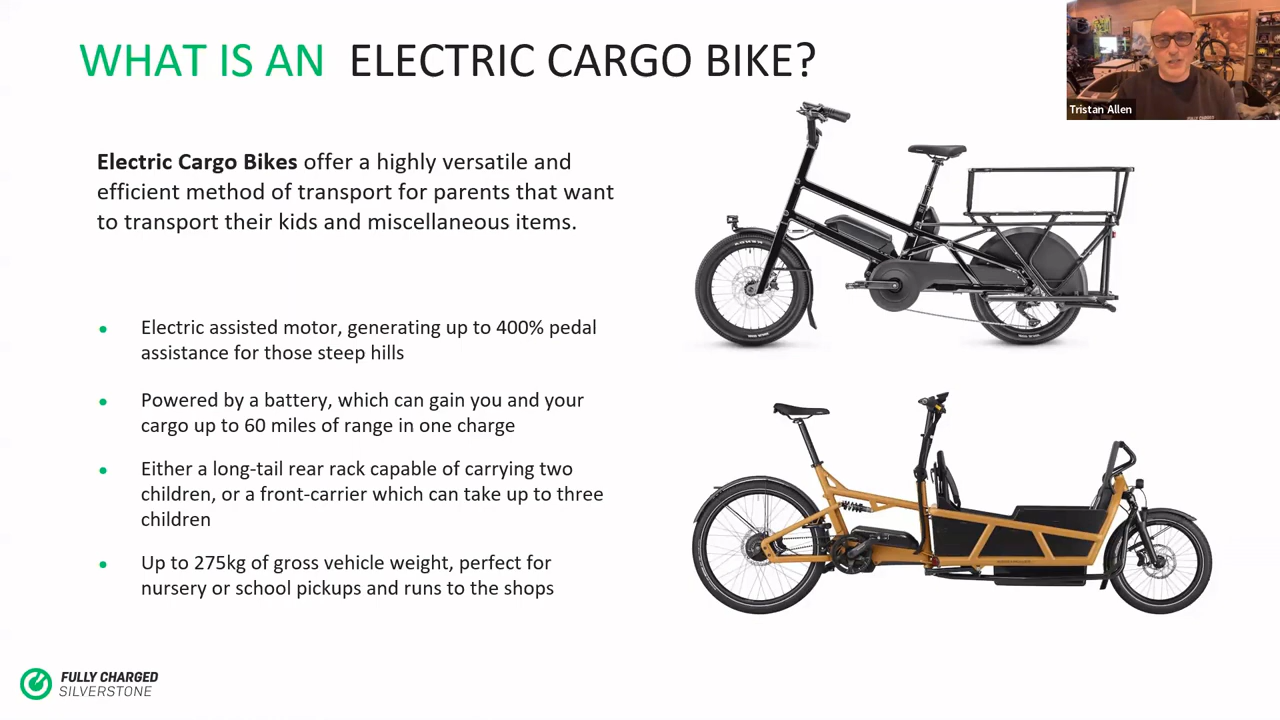 WHAT IS AN ELECTRIC CARGO BIKE?
Tristan Allen
Electric Cargo Bikes offer a highly versatile and
efficient method of transport for parents that want
to transport their kids and miscellaneous items.
Electric assisted motor, generating up to 400% pedal
assistance for those steep hills
Powered by a battery, which can gain you and your
cargo up to 60 miles of range in one charge
Either a long-tail rear rack capable of carrying two
children, or a front-carrier which can take up to three
children
Up to 275kg of gross vehicle weight, perfect for
nursery or school pickups and runs to the shops
FULLY CHARGED
SILVERSTONE